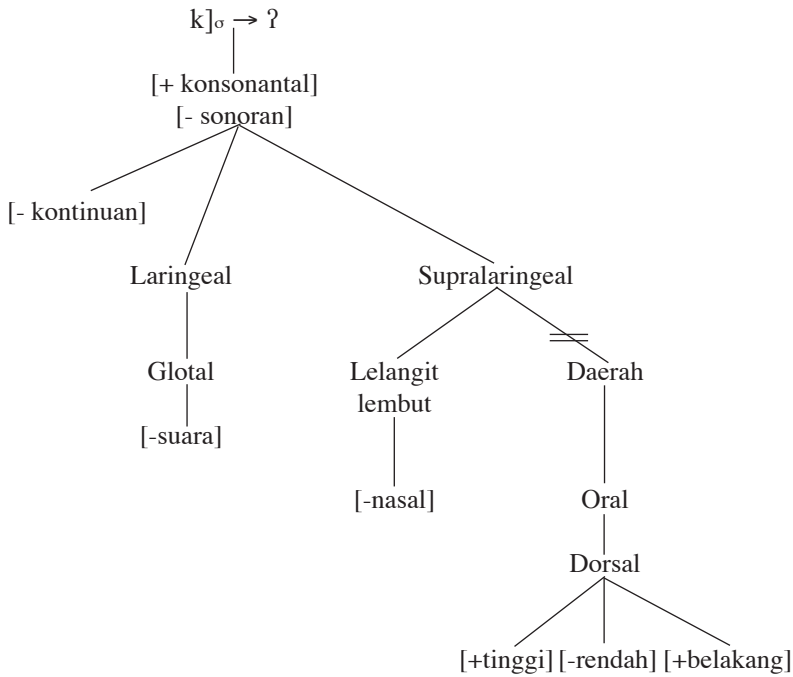 k]σ → ʔ
[+ konsonantal]
[- sonoran]
[- kontinuan]
Laringeal Supralaringeal
Glotal Lelangit Daerah
lembut
[-suara]
[-nasal] Oral
Dorsal
[+tinggi] [-rendah] [+belakang]